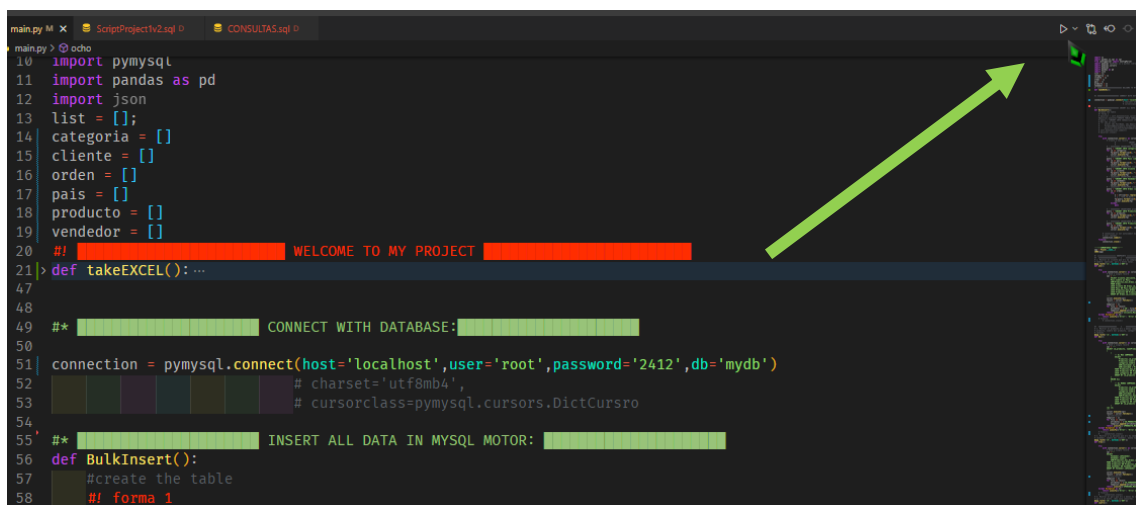 main.py M × ScriptProject1v2.sql D CONSULTAS.sql D
main.py > ocho
10 import pymysql
11 import pandas as pd
12 import json
13 list = [];
14 categoria = []
15 cliente = []
16 orden = []
17 pais = []
18 producto = []
19 vendedor = []
20 #! WELCOME TO MY PROJECT
21 > def takeEXCEL(): ...
47
48
49 #* CONNECT WITH DATABASE:
50
51 connection = pymysql.connect(host='localhost',user='root',password='2412',db='mydb')
52 # charset='utf8mb4',
53 # cursorclass=pymysql.cursors.DictCursro
54
55 #* INSERT ALL DATA IN MYSQL MOTOR:
56 def BulkInsert():
57 #create the table
58 #! forma 1